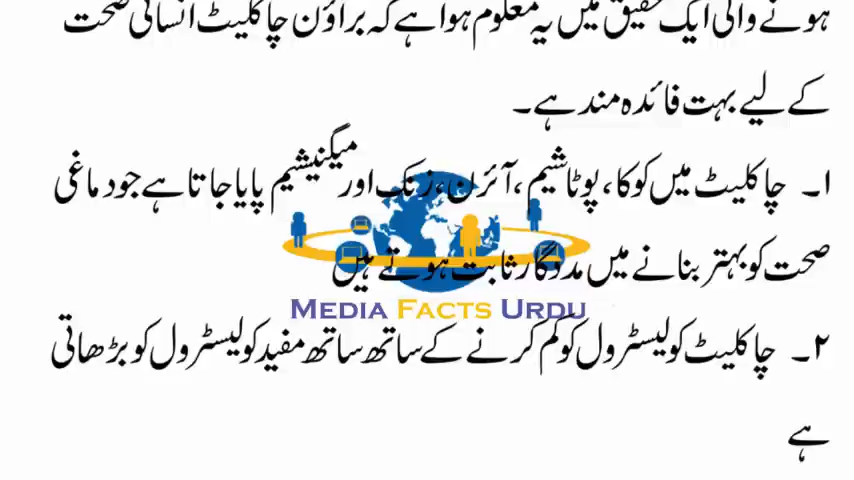 ہونے والی ایک تحقیق میں یہ معلوم ہوا ہے کہ براؤن چاکلیٹ انسانی صحت
کے لیے بہت فائدہ مند ہے۔
۱۔ چاکلیٹ میں کوکا، پوٹاشیم، آئرن، زنک اور میگنیشیم پایا جاتا ہے جو دماغی
صحت کو بہتر بنانے میں مددگار ثابت ہوتے ہیں
MEDIA FACTS URDU
۲۔ چاکلیٹ کولیسٹرول کو کم کرنے کے ساتھ ساتھ مفید کولیسٹرول کو بڑھاتی
ہے